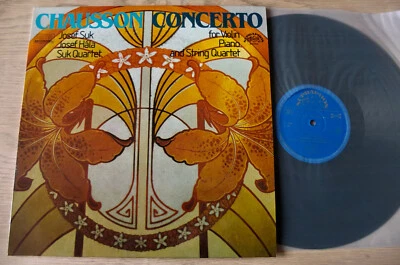 CHAUSSON CONCERTO
Josef Suk
Josef Hála
Suk Quartet
for Violin
Piano
and String Quartet